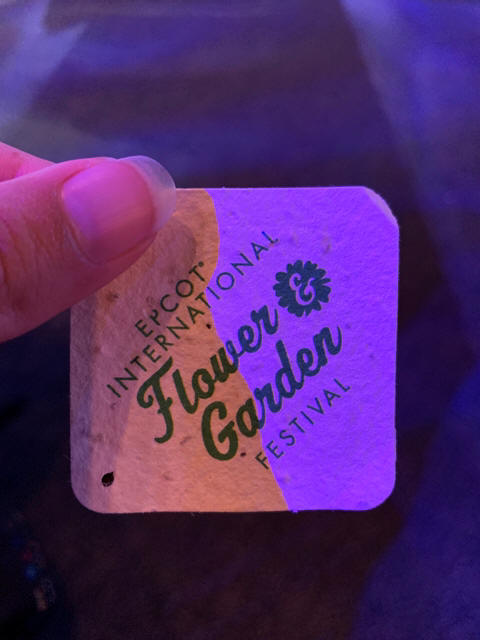 EPCOT®
INTERNATIONAL
Flower &
Garden
FESTIVAL